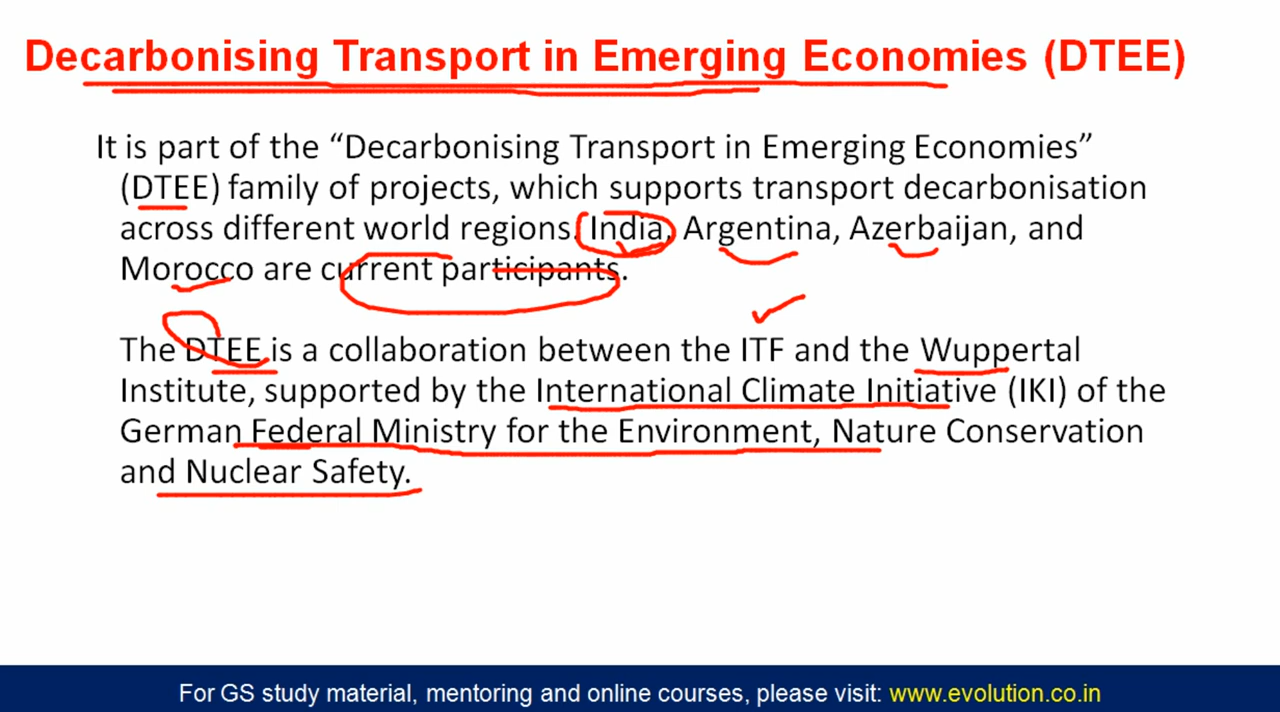 Decarbonising Transport in Emerging Economies (DTEE)
It is part of the “Decarbonising Transport in Emerging Economies”
(DTEE) family of projects, which supports transport decarbonisation
across different world regions. India, Argentina, Azerbaijan, and
Morocco are current participants.
The DTEE is a collaboration between the ITF and the Wuppertal
Institute, supported by the International Climate Initiative (IKI) of the
German Federal Ministry for the Environment, Nature Conservation
and Nuclear Safety.
For GS study material, mentoring and online courses, please visit: www.evolution.co.in